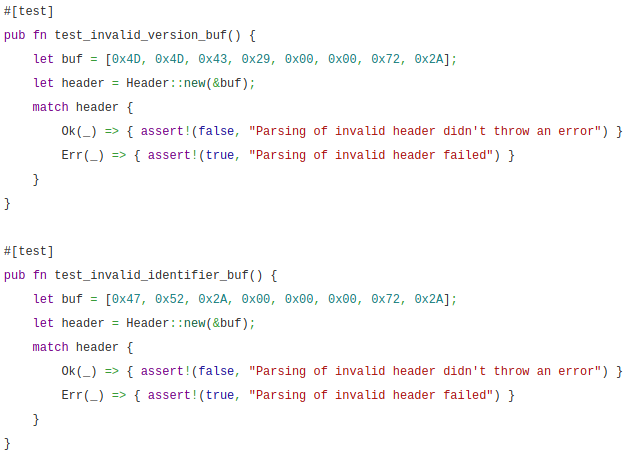 #[test]
pub fn test_invalid_version_buf() {
    let buf = [0x4D, 0x4D, 0x43, 0x29, 0x00, 0x00, 0x72, 0x2A];
    let header = Header::new(&buf);
    match header {
        Ok(_) => { assert!(false, "Parsing of invalid header didn't throw an error") }
        Err(_) => { assert!(true, "Parsing of invalid header failed") }
    }
}

#[test]
pub fn test_invalid_identifier_buf() {
    let buf = [0x47, 0x52, 0x2A, 0x00, 0x00, 0x00, 0x72, 0x2A];
    let header = Header::new(&buf);
    match header {
        Ok(_) => { assert!(false, "Parsing of invalid header didn't throw an error") }
        Err(_) => { assert!(true, "Parsing of invalid header failed") }
    }
}